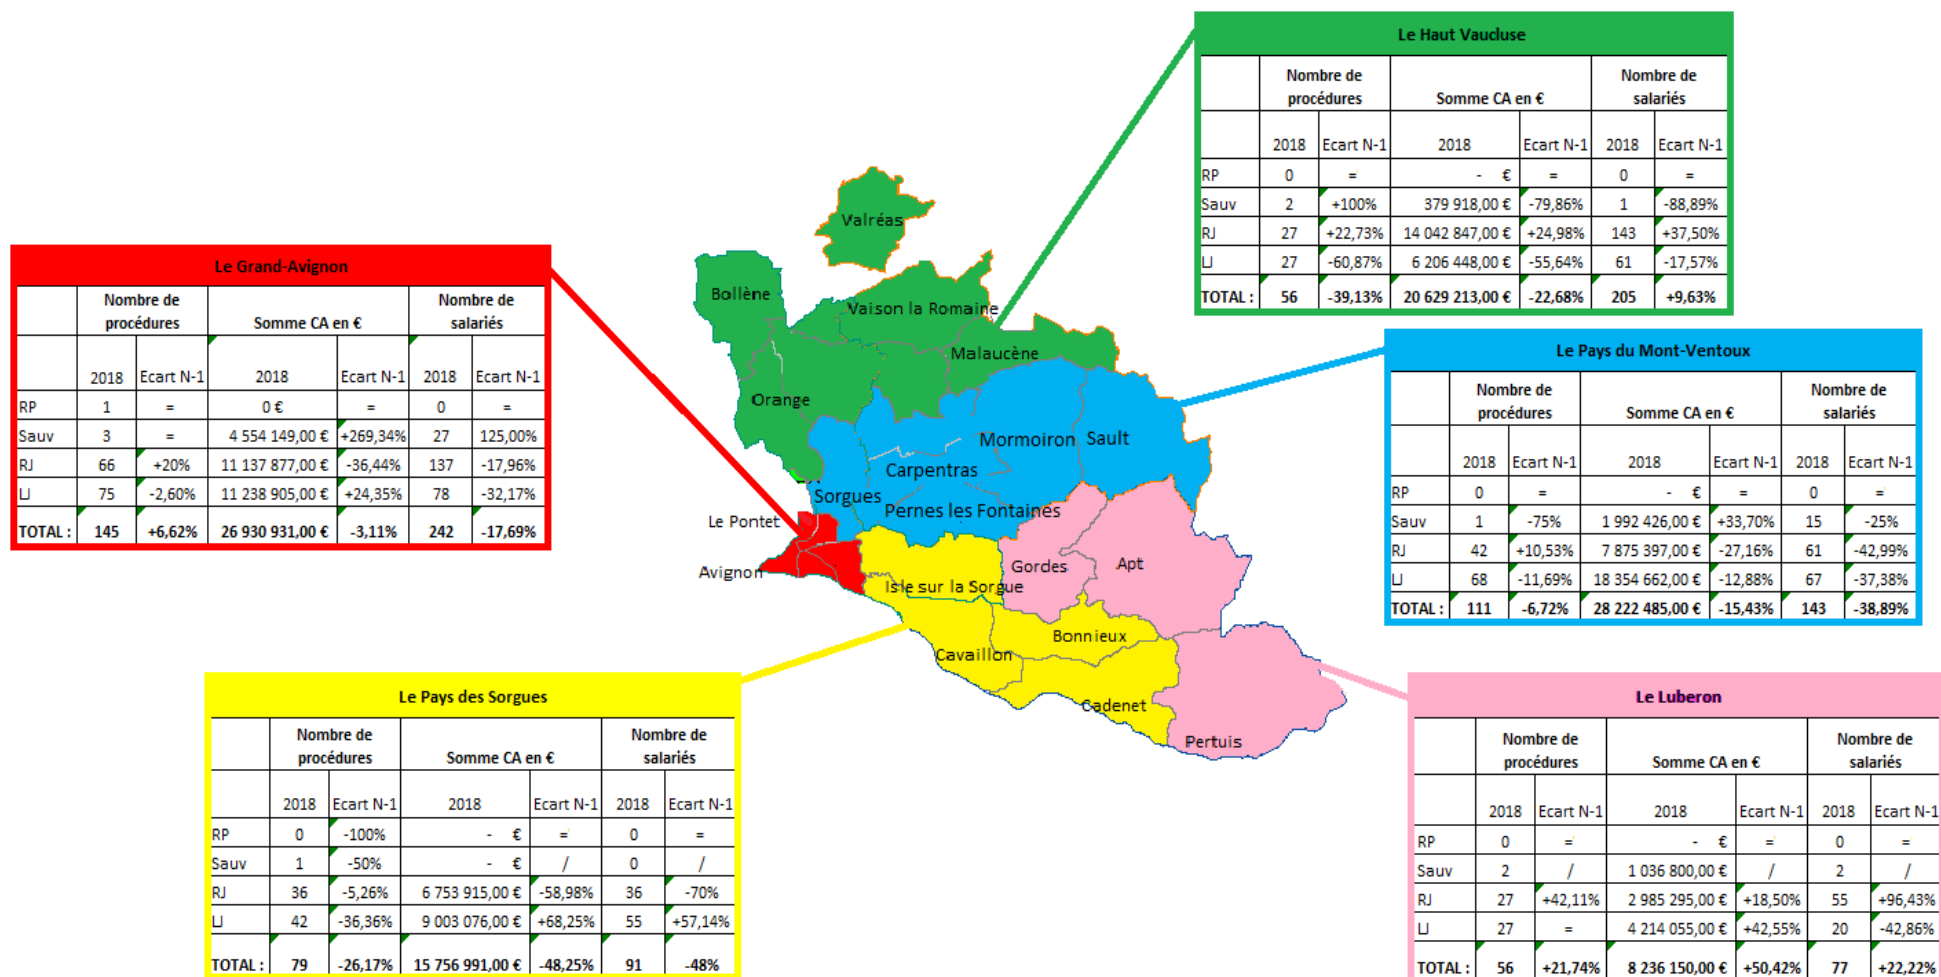 Le Haut Vaucluse
Nombre de procédures Somme CA en € Nombre de salariés
2018 Ecart N-1 2018 Ecart N-1 2018 Ecart N-1
RP 0 = - € = 0 =
Sauv 2 +100% 379 918,00 € -79,86% 1 -88,89%
RJ 27 +22,73% 14 042 847,00 € +24,98% 143 +37,50%
LJ 27 -60,87% 6 206 448,00 € -55,64% 61 -17,57%
TOTAL : 56 -39,13% 20 629 213,00 € -22,68% 205 +9,63%
Le Grand-Avignon
Nombre de procédures Somme CA en € Nombre de salariés
2018 Ecart N-1 2018 Ecart N-1 2018 Ecart N-1
RP 1 = 0 € = 0 =
Sauv 3 = 4 554 149,00 € +269,34% 27 125,00%
RJ 66 +20% 11 137 877,00 € -36,44% 137 -17,96%
LJ 75 -2,60% 11 238 905,00 € +24,35% 78 -32,17%
TOTAL : 145 +6,62% 26 930 931,00 € -3,11% 242 -17,69%
Valréas
Bollène
Vaison la Romaine
Malaucène
Orange
Mormoiron
Sault
Carpentras
Sorgues
Pernes les Fontaines
Le Pontet
Avignon
Gordes
Apt
Isle sur la Sorgue
Bonnieux
Cavaillon
Cadenet
Pertuis
Le Pays du Mont-Ventoux
Nombre de procédures Somme CA en € Nombre de salariés
2018 Ecart N-1 2018 Ecart N-1 2018 Ecart N-1
RP 0 = - € = 0 =
Sauv 1 -75% 1 992 426,00 € +33,70% 15 -25%
RJ 42 +10,53% 7 875 397,00 € -27,16% 61 -42,99%
LJ 68 -11,69% 18 354 662,00 € -12,88% 67 -37,38%
TOTAL : 111 -6,72% 28 222 485,00 € -15,43% 143 -38,89%
Le Pays des Sorgues
Nombre de procédures Somme CA en € Nombre de salariés
2018 Ecart N-1 2018 Ecart N-1 2018 Ecart N-1
RP 0 -100% - € = 0 =
Sauv 1 -50% - € / 0 /
RJ 36 -5,26% 6 753 915,00 € -58,98% 36 -70%
LJ 42 -36,36% 9 003 076,00 € +68,25% 55 +57,14%
TOTAL : 79 -26,17% 15 756 991,00 € -48,25% 91 -48%
Le Luberon
Nombre de procédures Somme CA en € Nombre de salariés
2018 Ecart N-1 2018 Ecart N-1 2018 Ecart N-1
RP 0 = - € = 0 =
Sauv 2 / 1 036 800,00 € / 2 /
RJ 27 +42,11% 2 985 295,00 € +18,50% 55 +96,43%
LJ 27 = 4 214 055,00 € +42,55% 20 -42,86%
TOTAL : 56 +21,74% 8 236 150,00 € +50,42% 77 +22,22%